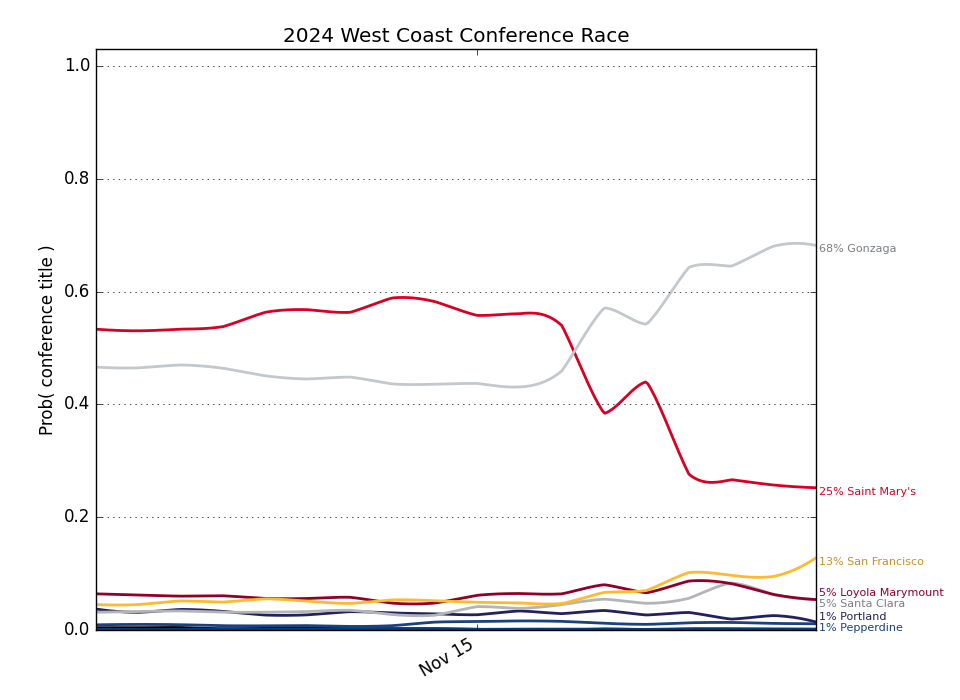 2024 West Coast Conference Race
Prob( conference title )
1.0
0.8
0.6
0.4
0.2
0.0
Nov 15
68% Gonzaga
25% Saint Mary's
13% San Francisco
5% Loyola Marymount
5% Santa Clara
1% Portland
1% Pepperdine